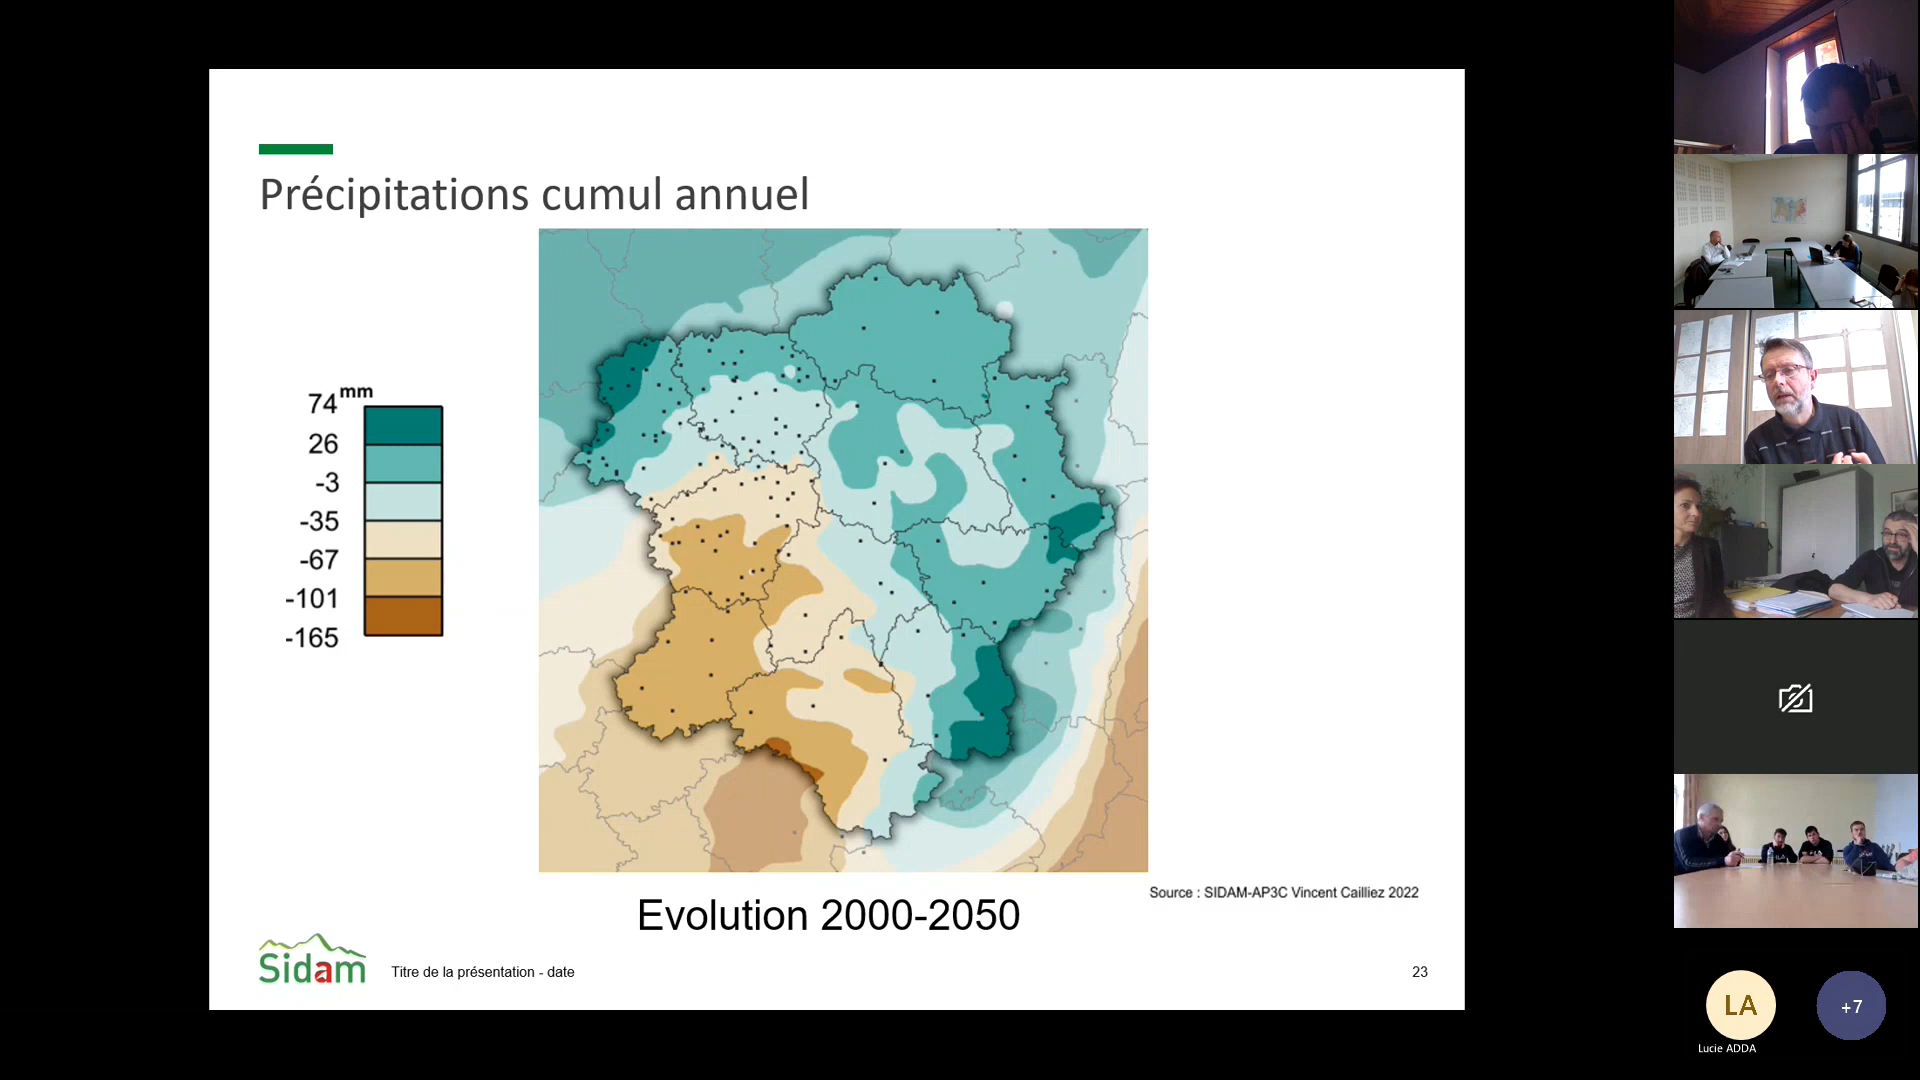 Précipitations cumul annuel
mm
74
26
-3
-35
-67
-101
-165
Source : SIDAM-AP3C Vincent Cailliez 2022
Evolution 2000-2050
Sidam
Titre de la présentation - date
23
LA
+7
Lucie ADDA